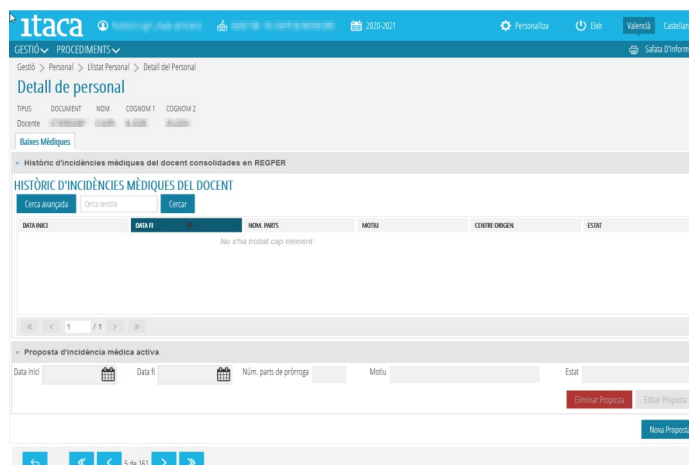 itaca 2020-2021 Personalitza Eixir Valencià Castellan
GESTIÓ PROCEDIMENTS Safata D'Inform
Gestió > Personal > Llistat Personal > Detall del Personal
Detall de personal
TIPUS DOCUMENT NOM COGNOM 1 COGNOM 2
Docente
Baixes Mèdiques
Històric d'incidències mèdiques del docent consolidades en REGPER
HISTÒRIC D'INCIDÈNCIES MÈDIQUES DEL DOCENT
Cerca avançada Cerca senzilla Cercar
DATA INICI DATA FI NOM. PARTS MOTIU CENTRE ORIGEN ESTAT
No s'ha trobat cap element
« < 1 / 1 > »
Proposta d'incidència mèdica activa
Data Inici Data fi Núm. parts de pròrroga Motiu Estat
Eliminar Proposta Editar Proposta
Nova Proposta
« < 5 de 161 > »